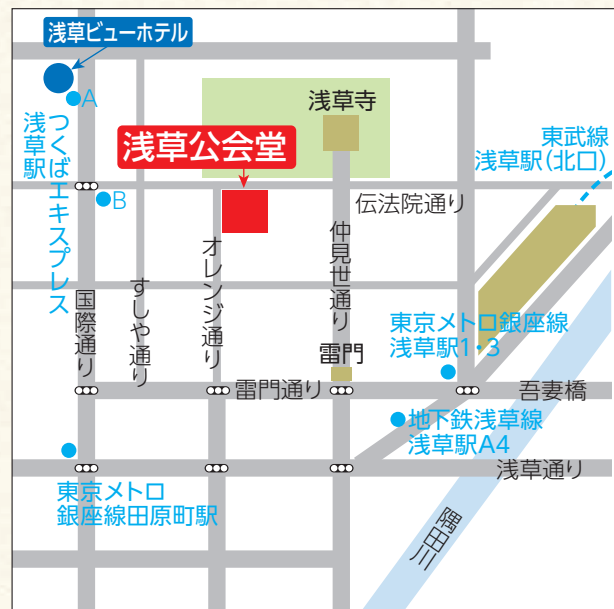 浅草ビューホテル
A
浅草寺
浅草公会堂
東武線
浅草駅(北口)
つくばエキスプレス
浅草駅
B
伝法院通り
オレンジ通り
仲見世通り
すしや通り
国際通り
東京メトロ銀座線
浅草駅1・3
雷門
雷門通り
吾妻橋
地下鉄浅草線
浅草駅A4
浅草通り
東京メトロ
銀座線田原町駅
隅田川